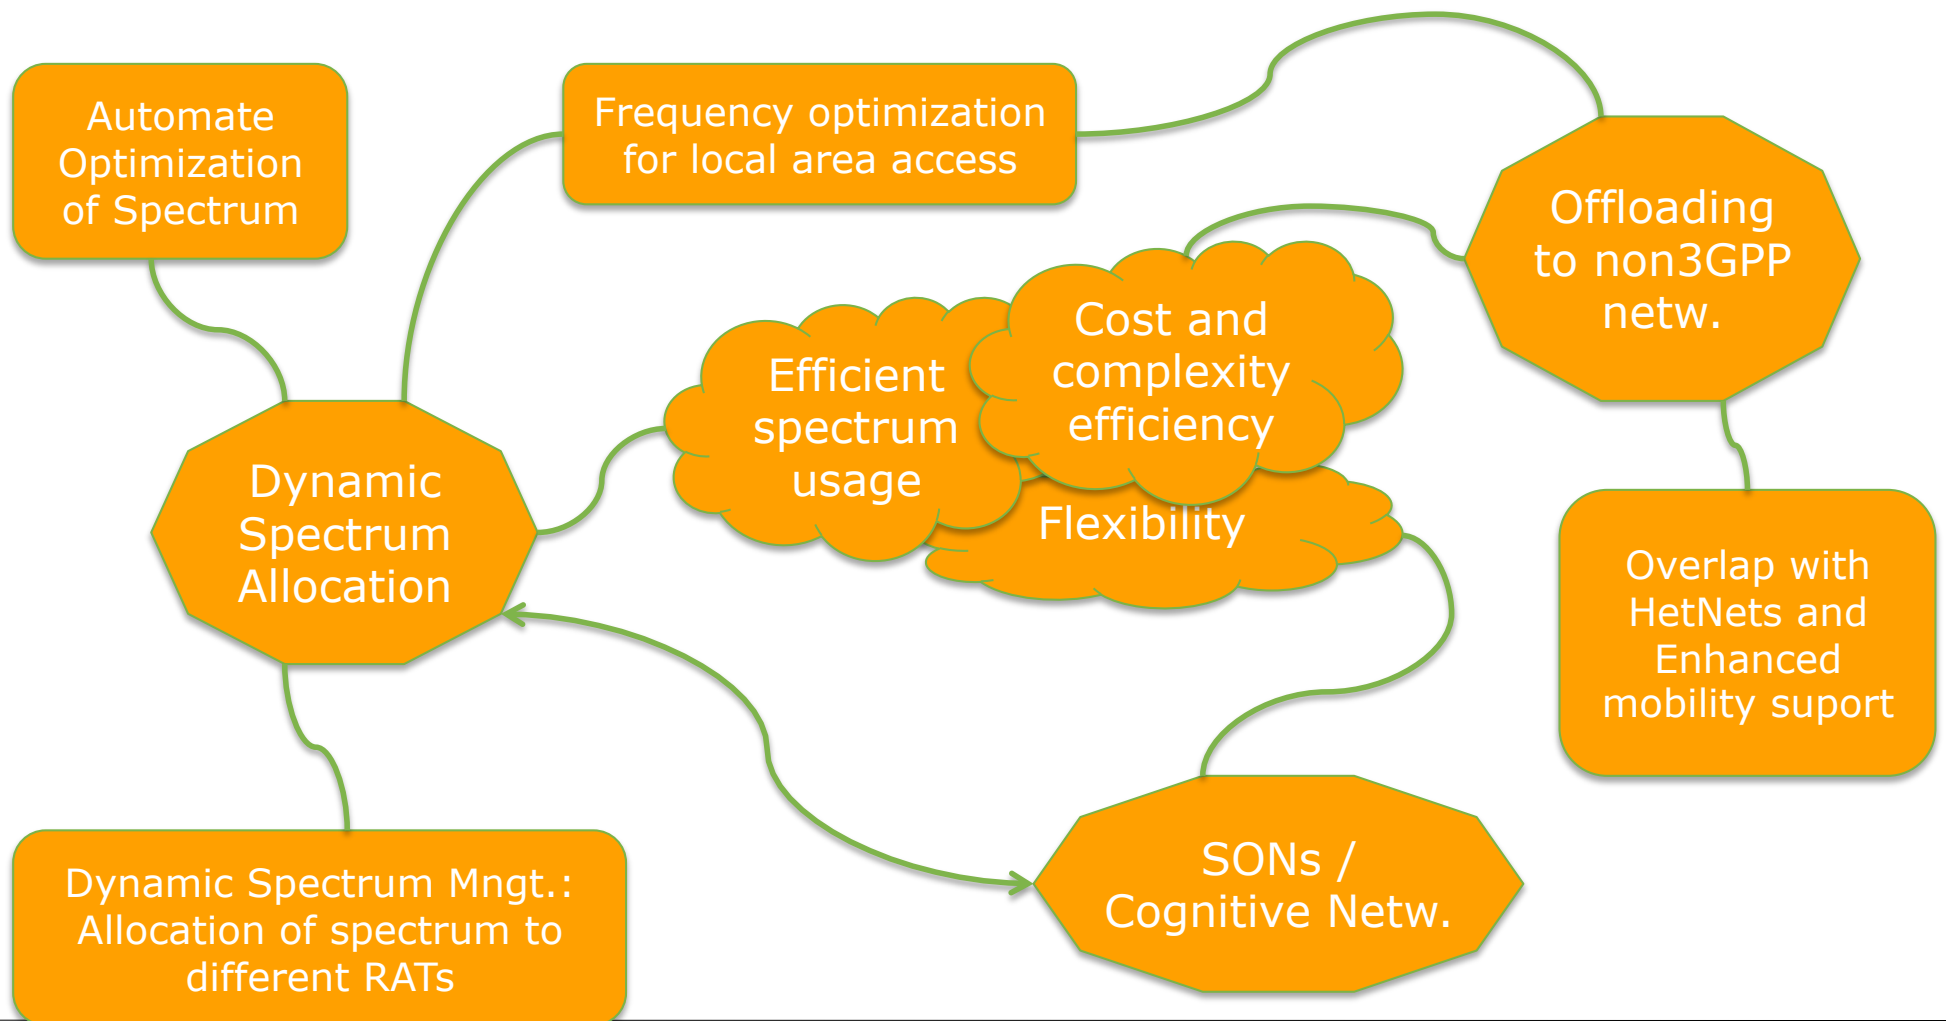 Automate
Optimization
of Spectrum
Frequency optimization
for local area access
Offloading
to non3GPP
netw.
Cost and
complexity
efficiency
Efficient
spectrum
usage
Flexibility
Dynamic
Spectrum
Allocation
Overlap with
HetNets and
Enhanced
mobility suport
Dynamic Spectrum Mngt.:
Allocation of spectrum to
different RATs
SONs /
Cognitive Netw.